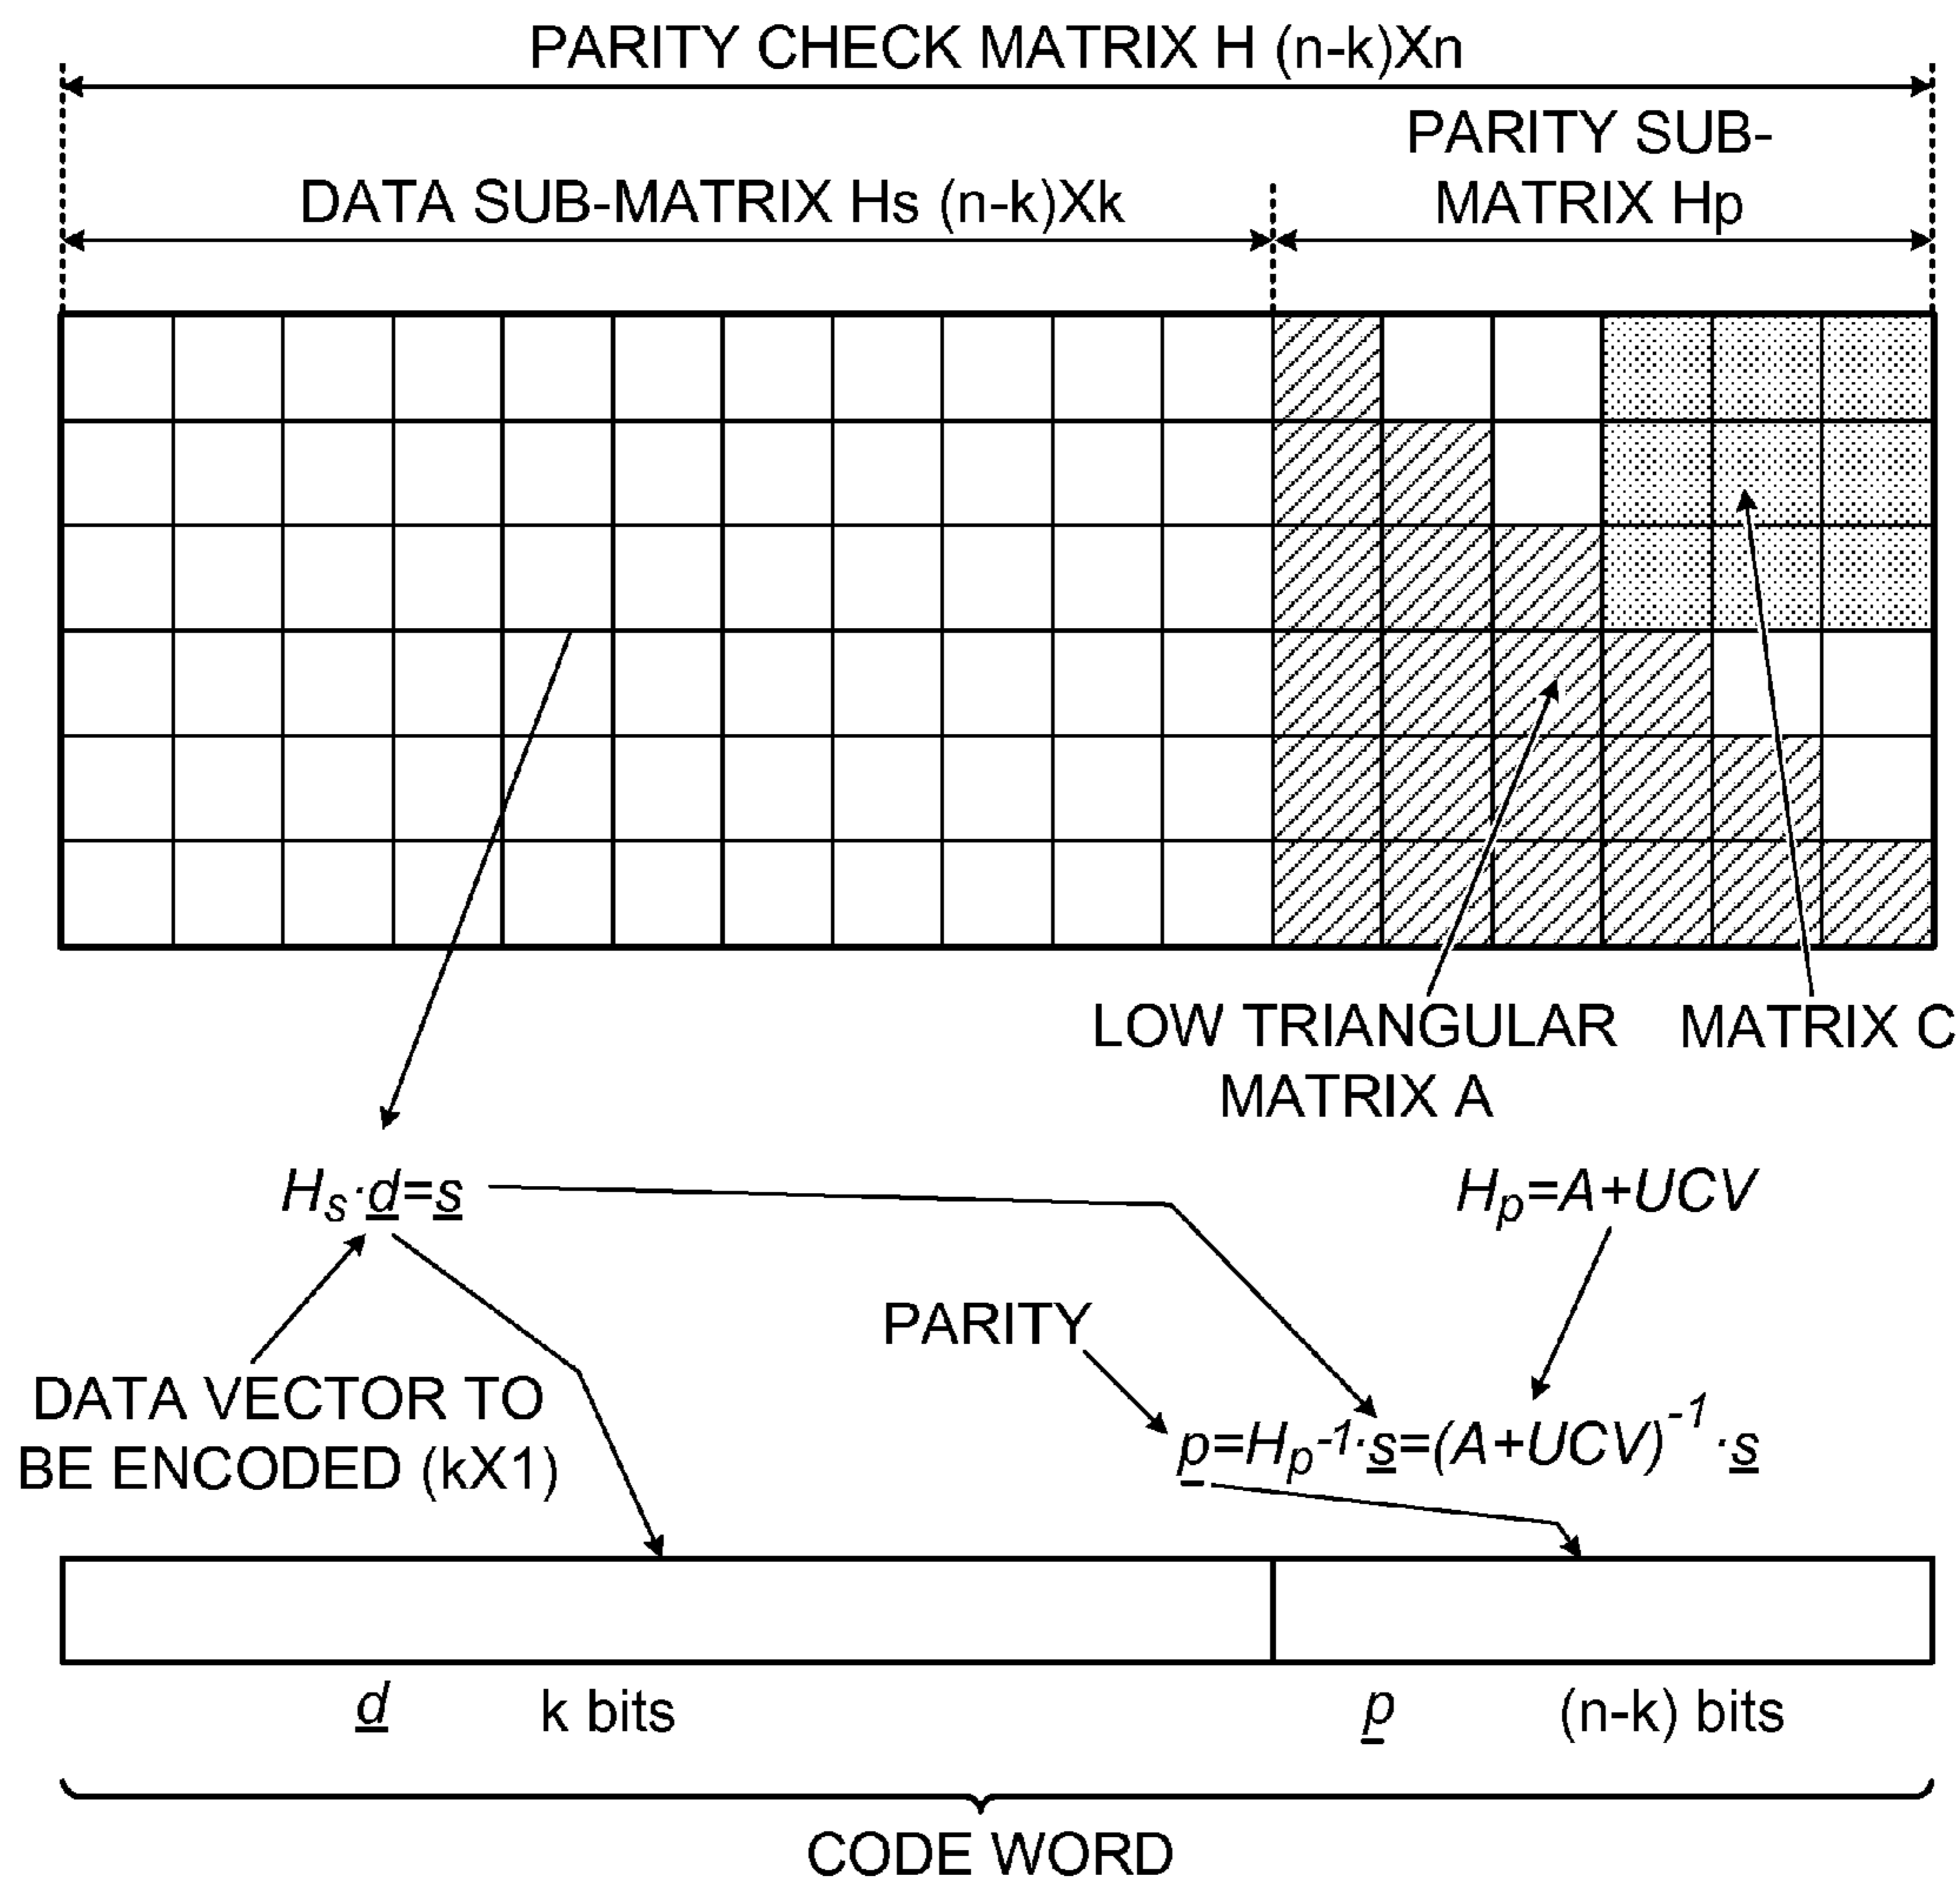 PARITY CHECK MATRIX H (n-k)Xn
PARITY SUB-
MATRIX Hp
DATA SUB-MATRIX Hs (n-k)Xk
LOW TRIANGULAR
MATRIX A
MATRIX C
Hs·d=s
Hp=A+UCV
PARITY
DATA VECTOR TO
BE ENCODED (kX1)
p=Hp-1·s=(A+UCV)-1·s
d k bits p (n-k) bits
CODE WORD